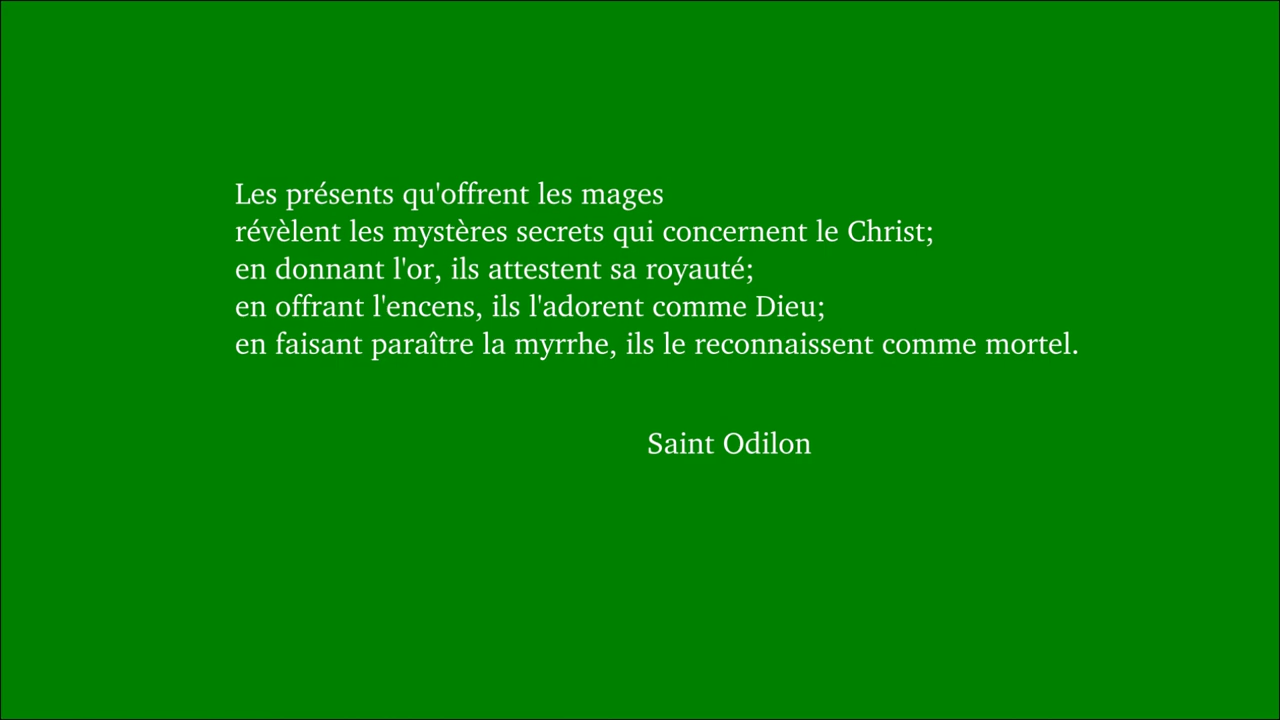 Les présents qu'offrent les mages
révèlent les mystères secrets qui concernent le Christ;
en donnant l'or, ils attestent sa royauté;
en offrant l'encens, ils l'adorent comme Dieu;
en faisant paraître la myrrhe, ils le reconnaissent comme mortel.
Saint Odilon